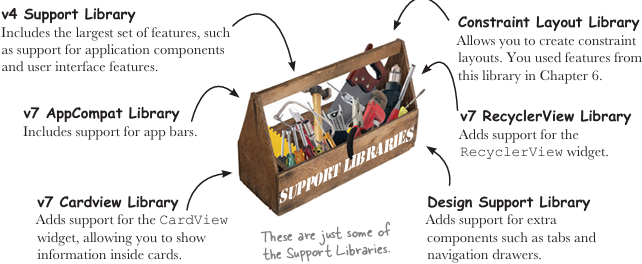 v4 Support Library
Includes the largest set of features, such
as support for application components
and user interface features.
v7 AppCompat Library
Includes support for app bars.
v7 Cardview Library
Adds support for the CardView
widget, allowing you to show
information inside cards.
SUPPORT LIBRARIES
These are just some of
the Support Libraries.
Constraint Layout Library
Allows you to create constraint
layouts. You used features from
this library in Chapter 6.
v7 RecyclerView Library
Adds support for the
RecyclerView widget.
Design Support Library
Adds support for extra
components such as tabs and
navigation drawers.